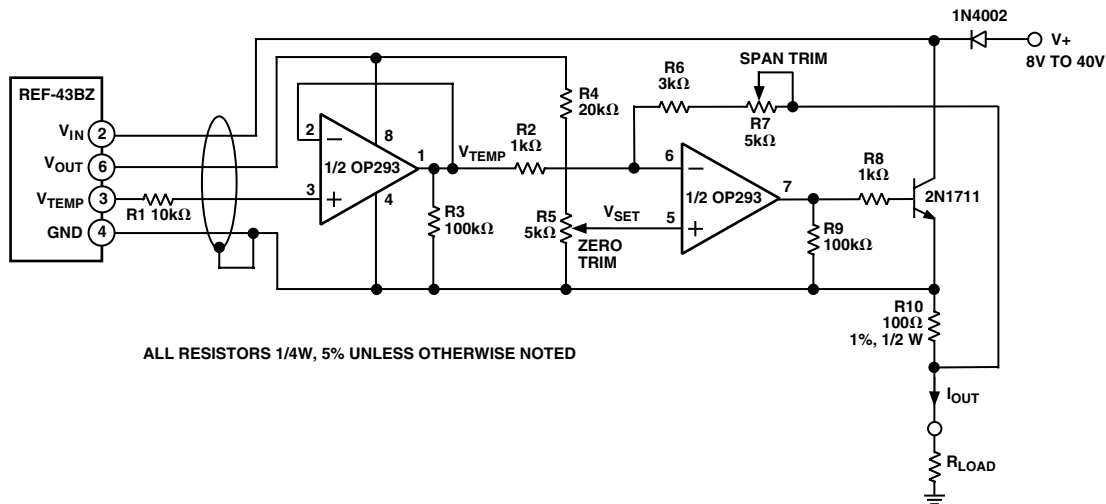 1N4002
V+
8V TO 40V
REF-43BZ
VIN 2
VOUT 6
VTEMP 3
GND 4
R1 10kΩ
2
3
8
1
4
1/2 OP293
R3
100kΩ
VTEMP
R2
1kΩ
R4
20kΩ
R5
5kΩ
ZERO
TRIM
VSET
R6
3kΩ
SPAN TRIM
R7
5kΩ
6
5
7
1/2 OP293
R8
1kΩ
R9
100kΩ
2N1711
R10
100Ω
1%, 1/2 W
IOUT
RLOAD
ALL RESISTORS 1/4W, 5% UNLESS OTHERWISE NOTED